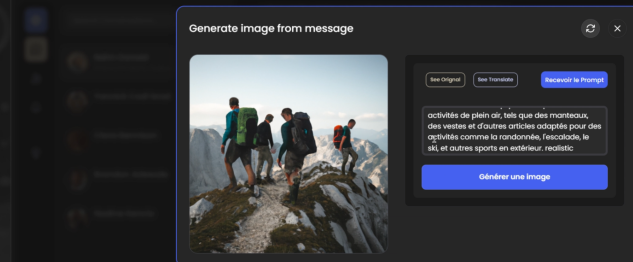 Generate image from message
See Orignal
See Translate
Recevoir le Prompt
activités de plein air, tels que des manteaux,
des vestes et d'autres articles adaptés pour des
activités comme la randonnée, l'escalade, le
ski, et autres sports en extérieur. realistic
Générer une image